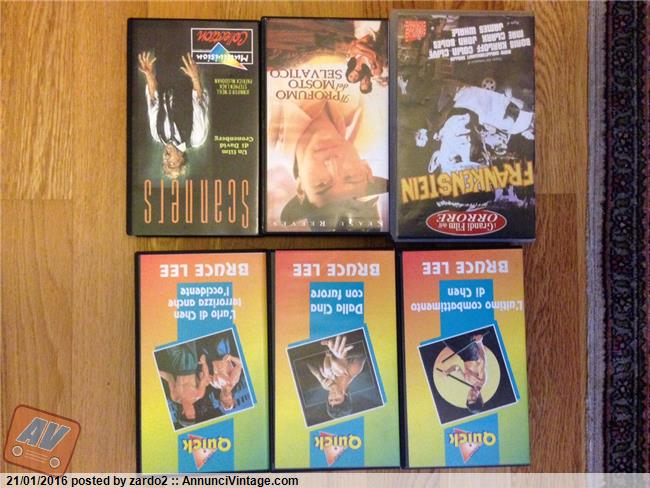 scanners
Un film
di David
Cronenberg
JENNIFER O'NEILL
STEPHEN LACK
PATRICK McGOOHAN
Multivision
Collection
KEANU REEVES
Il PROFUMO
del MOSTO
SELVATICO
i Grandi Film dell'
ORRORE
FRANKENSTEIN
BORIS KARLOFF COLIN CLIVE
MAE CLARK JOHN BOLES
JAMES WHALE
Quick
L'urlo di Chen
terrorizza anche
l'occidente
BRUCE LEE
Quick
Dalla Cina
con furore
BRUCE LEE
Quick
L'ultimo combattimento
di Chen
BRUCE LEE
AV
21/01/2016 posted by zardo2 :: AnnunciVintage.com